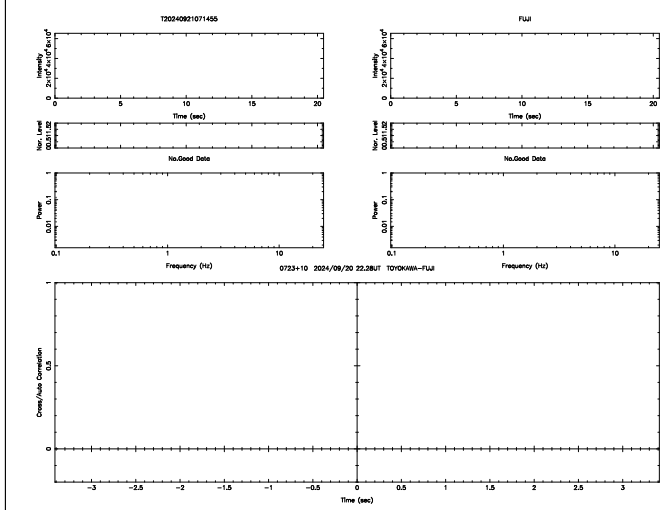 T20240921071455
FUJI
Intensity
0 2×10⁴ 4×10⁴ 6×10⁴
0 5 10 15 20
Time (sec)
Intensity
0 2×10⁴ 4×10⁴ 6×10⁴
0 5 10 15 20
Time (sec)
Nor. Level
00.511.52
Nor. Level
00.511.52
No.Good Data
No.Good Data
Power
0.01 0.1 1
0.1 1 10
Frequency (Hz)
Power
0.01 0.1 1
0.1 1 10
Frequency (Hz)
0723+10 2024/09/20 22.28UT TOYOKAWA-FUJI
Cross/Auto Correlation
0 0.5 1
-3 -2.5 -2 -1.5 -1 -0.5 0 0.5 1 1.5 2 2.5 3
Time (sec)